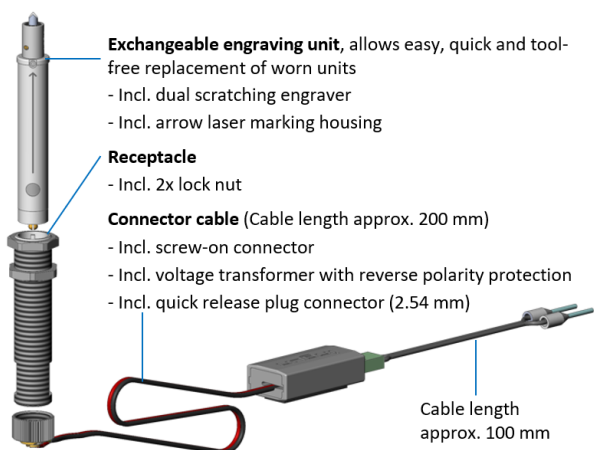 Exchangeable engraving unit, allows easy, quick and tool-
free replacement of worn units
- Incl. dual scratching engraver
- Incl. arrow laser marking housing
Receptacle
- Incl. 2x lock nut
Connector cable (Cable length approx. 200 mm)
- Incl. screw-on connector
- Incl. voltage transformer with reverse polarity protection
- Incl. quick release plug connector (2.54 mm)
Cable length
approx. 100 mm